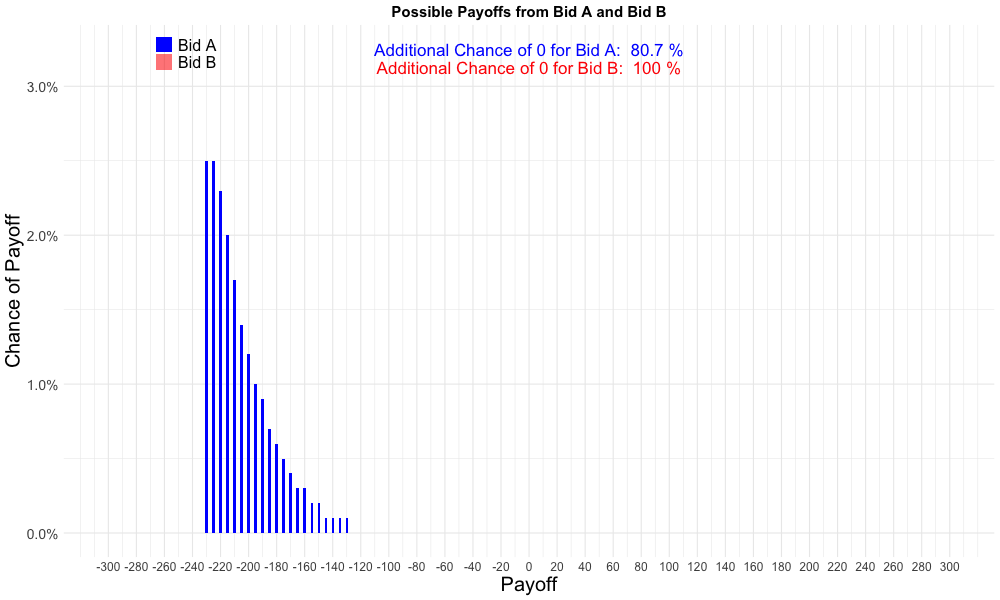 Possible Payoffs from Bid A and Bid B
Bid A
Bid B
Additional Chance of 0 for Bid A:  80.7 %
Additional Chance of 0 for Bid B:  100 %
Chance of Payoff
3.0%
2.0%
1.0%
0.0%
-300 -280 -260 -240 -220 -200 -180 -160 -140 -120 -100 -80 -60 -40 -20 0 20 40 60 80 100 120 140 160 180 200 220 240 260 280 300
Payoff